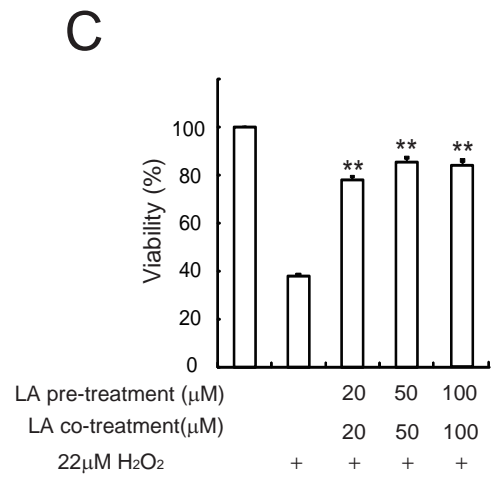 C
Viability (%)
100
80
60
40
20
0
** ** **
LA pre-treatment (μM) 20 50 100
LA co-treatment(μM) 20 50 100
22μM H₂O₂ + + + +